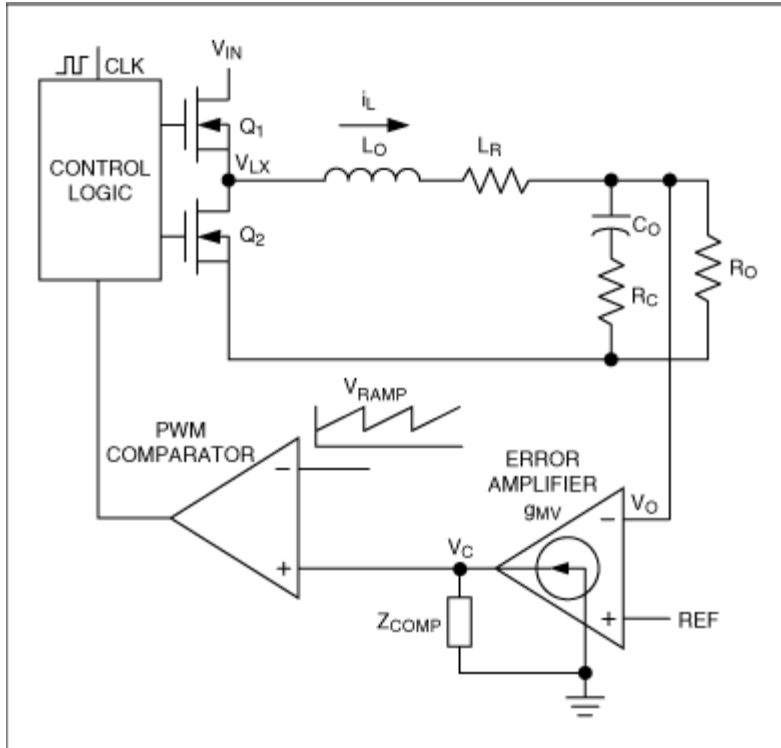 CLK
V_IN
CONTROL
LOGIC
Q_1
V_LX
Q_2
i_L
L_O
L_R
C_O
R_C
R_O
V_RAMP
PWM
COMPARATOR
−
+
ERROR
AMPLIFIER
g_MV
V_O
−
+
REF
V_C
Z_COMP